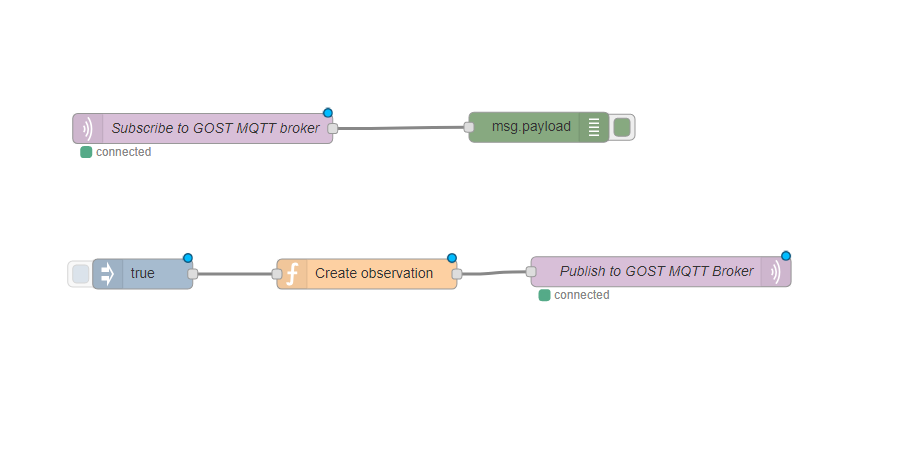 Subscribe to GOST MQTT broker
msg.payload
connected
true
Create observation
Publish to GOST MQTT Broker
connected